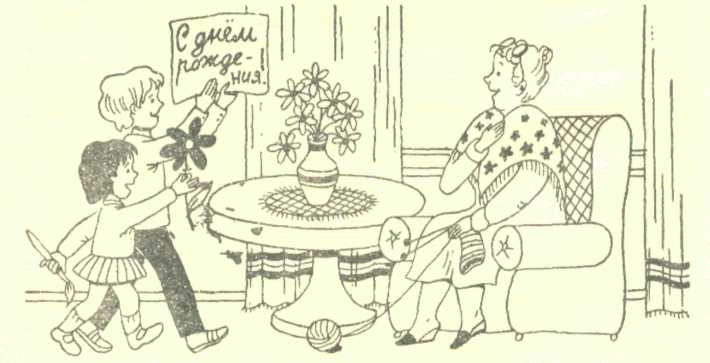 С днём
рожде-
ния!